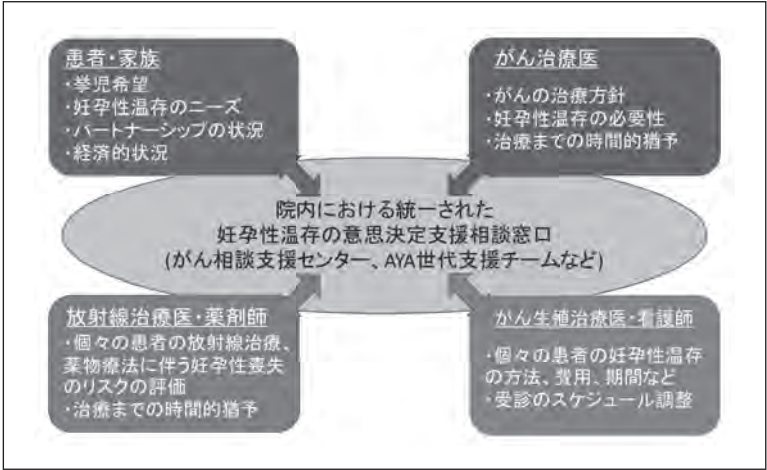 患者・家族
・挙児希望
・妊孕性温存のニーズ
・パートナーシップの状況
・経済的状況
がん治療医
・がんの治療方針
・妊孕性温存の必要性
・治療までの時間的猶予
院内における統一された
妊孕性温存の意思決定支援相談窓口
(がん相談支援センター、AYA世代支援チームなど)
放射線治療医・薬剤師
・個々の患者の放射線治療、
薬物療法に伴う妊孕性喪失
のリスクの評価
・治療までの時間的猶予
がん生殖治療医・看護師
・個々の患者の妊孕性温存
の方法、費用、期間など
・受診のスケジュール調整